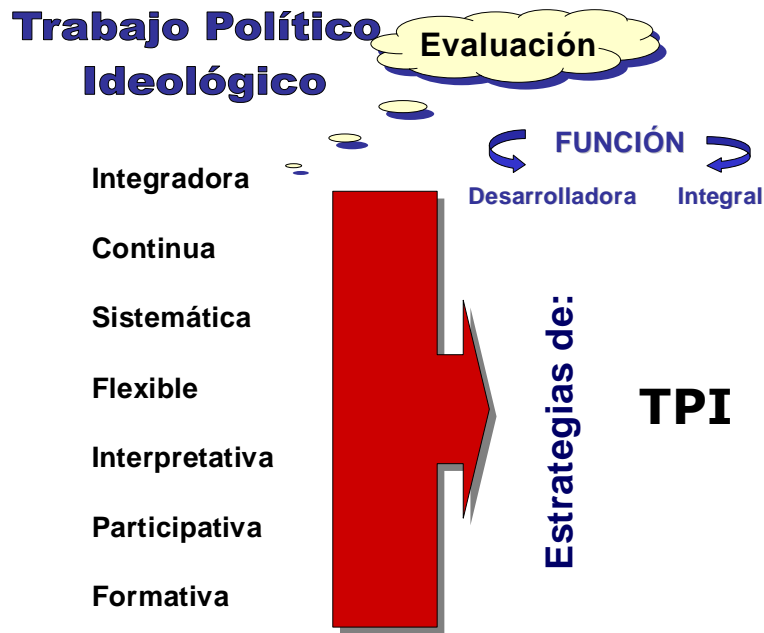 Trabajo Político
Ideológico
Evaluación
FUNCIÓN
Desarrolladora Integral
Integradora
Continua
Sistemática
Flexible
Interpretativa
Participativa
Formativa
Estrategias de:
TPI